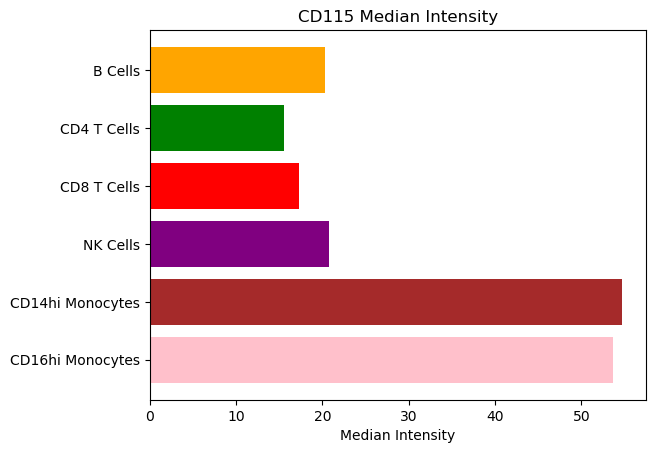 CD115 Median Intensity
B Cells
CD4 T Cells
CD8 T Cells
NK Cells
CD14hi Monocytes
CD16hi Monocytes
0 10 20 30 40 50
Median Intensity